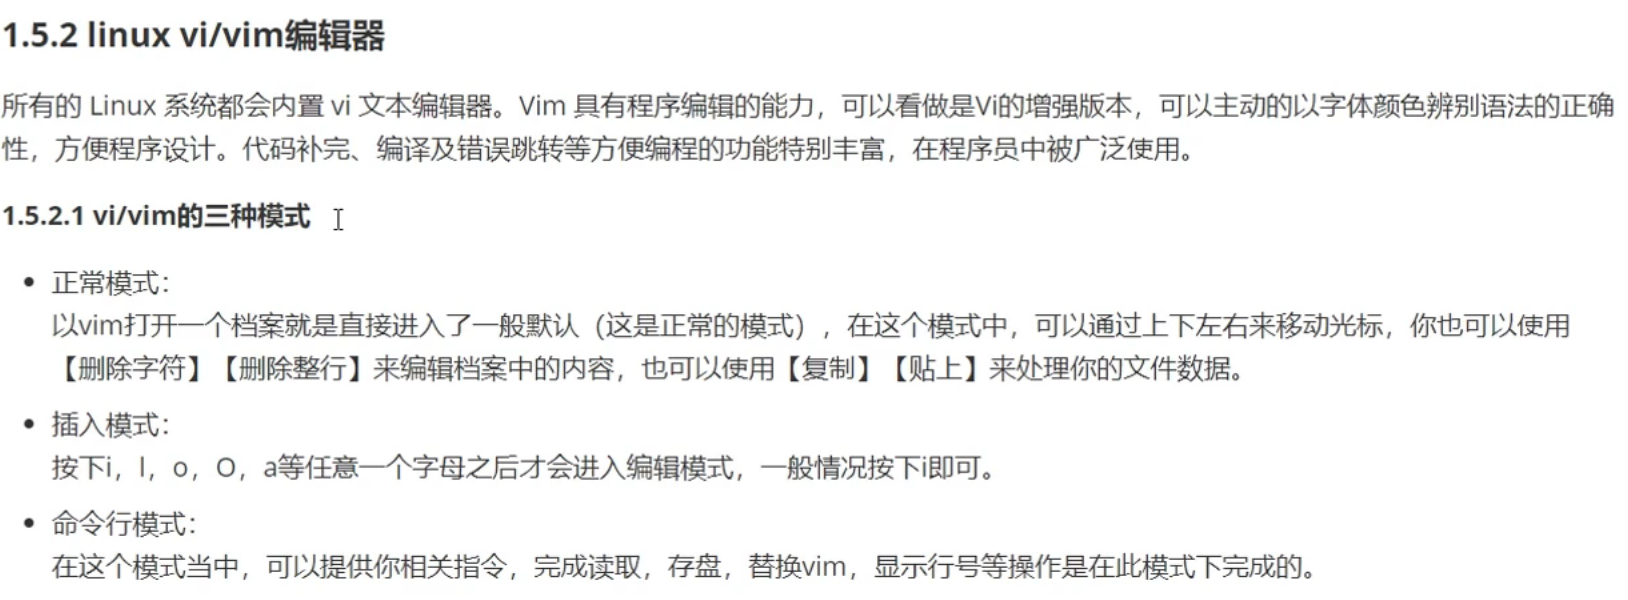 1.5.2 linux vi/vim编辑器
所有的 Linux 系统都会内置 vi 文本编辑器。Vim 具有程序编辑的能力，可以看做是Vi的增强版本，可以主动的以字体颜色辨别语法的正确
性，方便程序设计。代码补完、编译及错误跳转等方便编程的功能特别丰富，在程序员中被广泛使用。
1.5.2.1 vi/vim的三种模式
• 正常模式：
以vim打开一个档案就是直接进入了一般默认（这是正常的模式），在这个模式中，可以通过上下左右来移动光标，你也可以使用
【删除字符】【删除整行】来编辑档案中的内容，也可以使用【复制】【贴上】来处理你的文件数据。
• 插入模式：
按下i，I，o，O，a等任意一个字母之后才会进入编辑模式，一般情况按下i即可。
• 命令行模式：
在这个模式当中，可以提供你相关指令，完成读取，存盘，替换vim，显示行号等操作是在此模式下完成的。